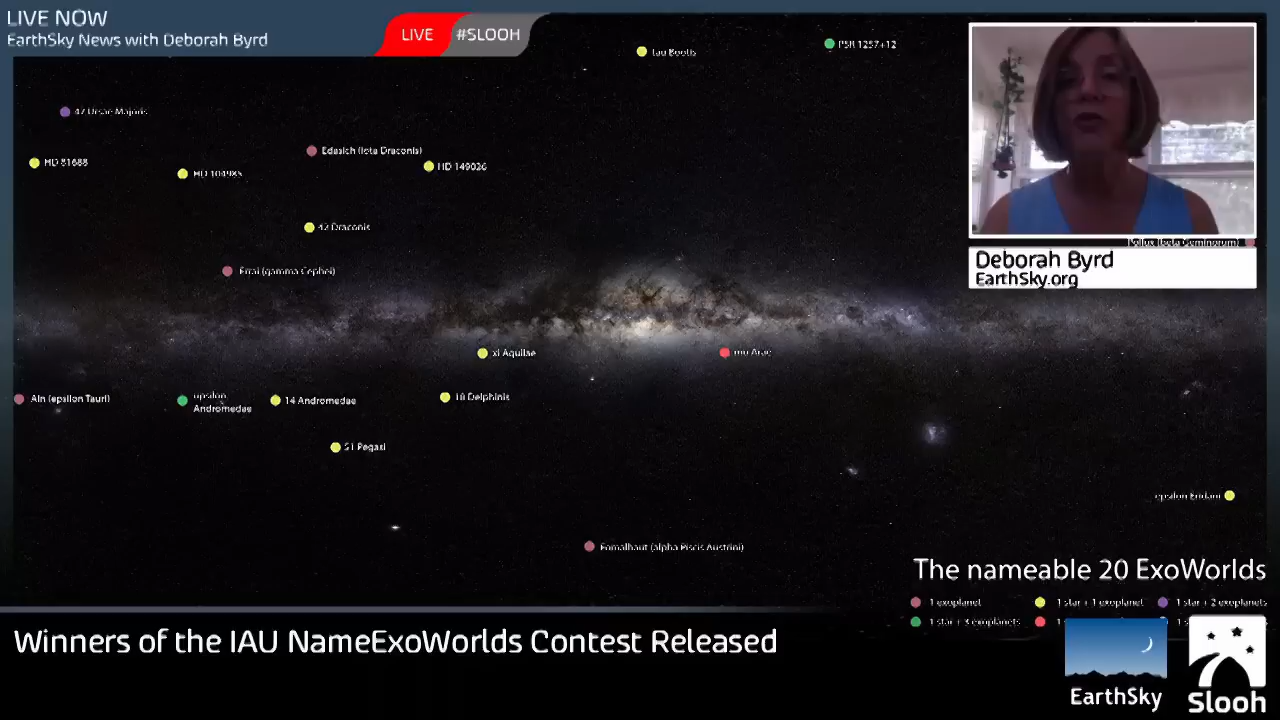 LIVE NOW
EarthSky News with Deborah Byrd
LIVE
#SLOOH
tau Bootis
PSR 1257+12
47 Ursae Majoris
HD 81688
HD 104985
Edasich (iota Draconis)
HD 149026
42 Draconis
Errai (gamma Cephei)
Pollux (beta Geminorum)
Deborah Byrd
EarthSky.org
xi Aquilae
mu Arae
Ain (epsilon Tauri)
upsilon
Andromedae
14 Andromedae
18 Delphinis
51 Pegasi
epsilon Eridani
Fomalhaut (alpha Piscis Austrini)
The nameable 20 ExoWorlds
1 exoplanet
1 star + 1 exoplanet
1 star + 2 exoplanets
1 star + 3 exoplanets
Winners of the IAU NameExoWorlds Contest Released
EarthSky
Slooh